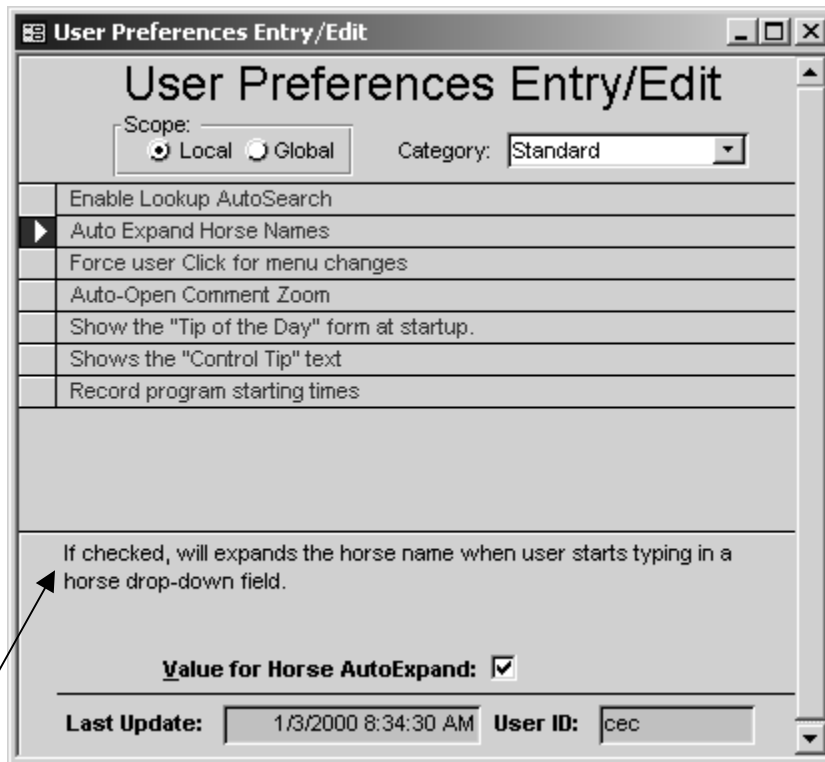 User Preferences Entry/Edit
User Preferences Entry/Edit
Scope:
Local Global Category: Standard
Enable Lookup AutoSearch
Auto Expand Horse Names
Force user Click for menu changes
Auto-Open Comment Zoom
Show the "Tip of the Day" form at startup.
Shows the "Control Tip" text
Record program starting times
If checked, will expands the horse name when user starts typing in a
horse drop-down field.
Value for Horse AutoExpand:
Last Update: 1/3/2000 8:34:30 AM User ID: cec